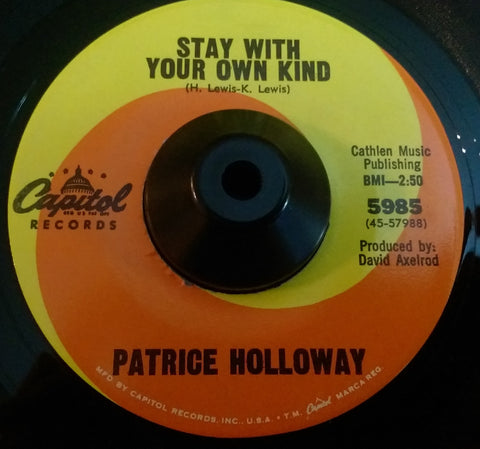 STAY WITH
YOUR OWN KIND
(H. Lewis-K. Lewis)
Capitol
RECORDS
Cathlen Music
Publishing
BMI—2:50
5985
(45-57988)
Produced by:
David Axelrod
PATRICE HOLLOWAY
MFD. BY CAPITOL RECORDS, INC., U.S.A. • T.M. Capitol MARCA REG.